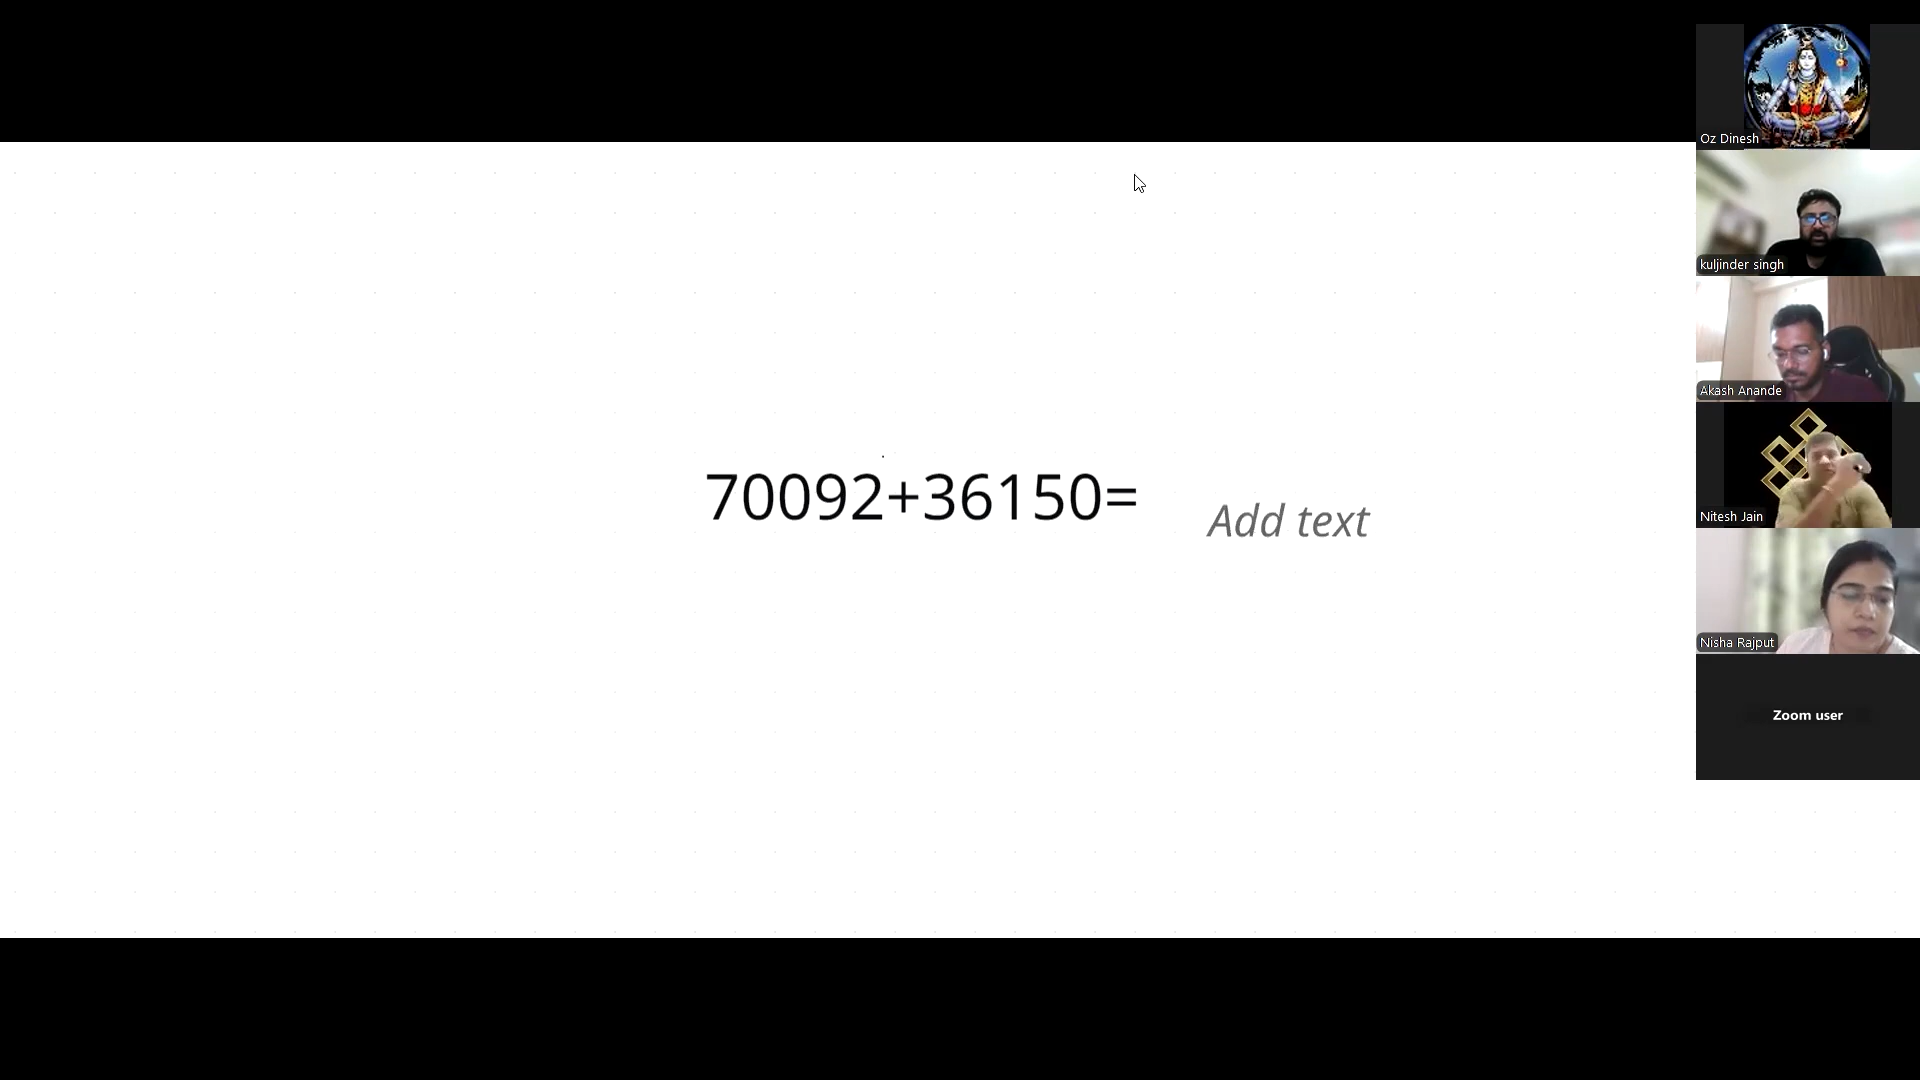 70092+36150=
Add text
Oz Dinesh
kuljinder singh
Akash Anande
Nitesh Jain
Nisha Rajput
Zoom user